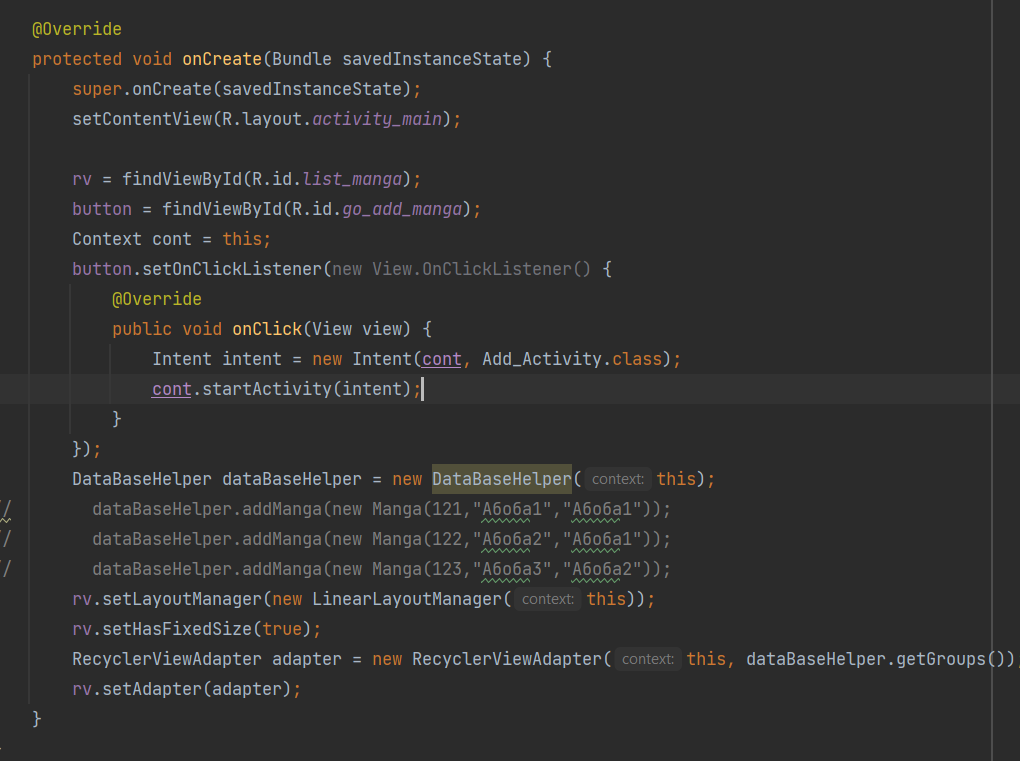 @Override
protected void onCreate(Bundle savedInstanceState) {
super.onCreate(savedInstanceState);
setContentView(R.layout.activity_main);
rv = findViewById(R.id.list_manga);
button = findViewById(R.id.go_add_manga);
Context cont = this;
button.setOnClickListener(new View.OnClickListener() {
@Override
public void onClick(View view) {
Intent intent = new Intent(cont, Add_Activity.class);
cont.startActivity(intent);
}
});
DataBaseHelper dataBaseHelper = new DataBaseHelper( context: this);
// dataBaseHelper.addManga(new Manga(121,"Абоба1","Абоба1"));
// dataBaseHelper.addManga(new Manga(122,"Абоба2","Абоба1"));
// dataBaseHelper.addManga(new Manga(123,"Абоба3","Абоба2"));
rv.setLayoutManager(new LinearLayoutManager( context: this));
rv.setHasFixedSize(true);
RecyclerViewAdapter adapter = new RecyclerViewAdapter( context: this, dataBaseHelper.getGroups());
rv.setAdapter(adapter);
}